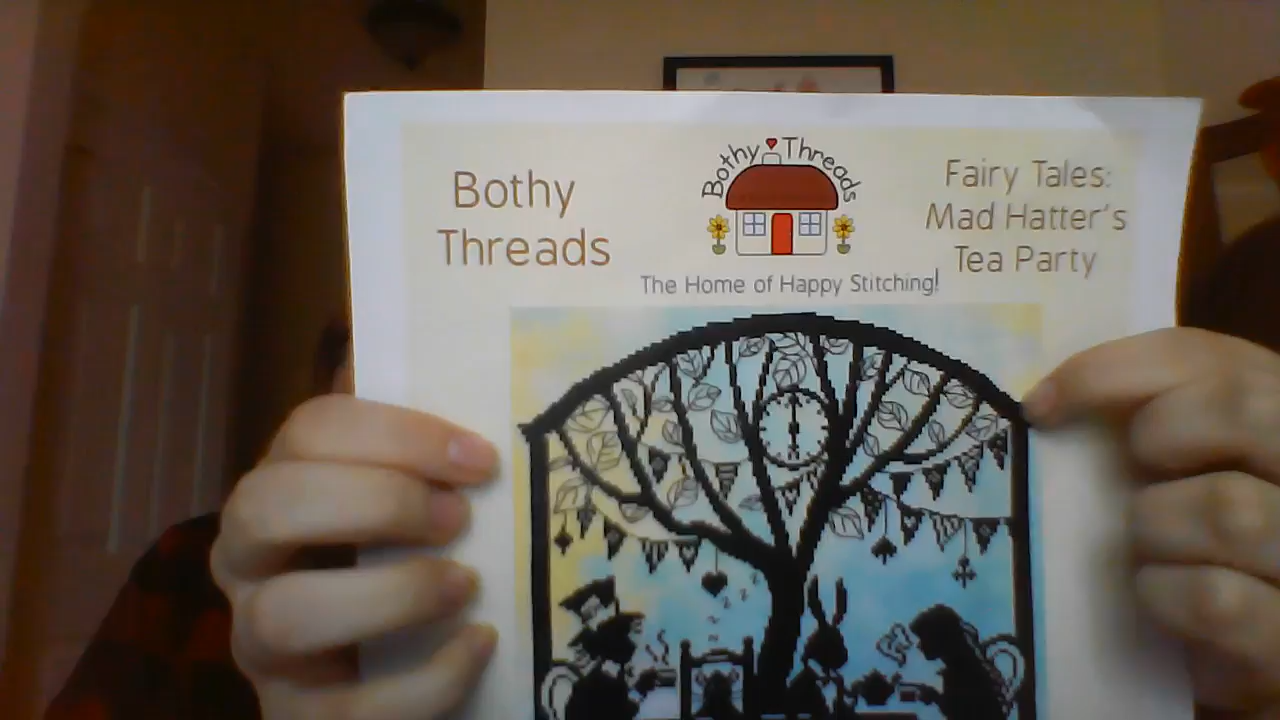 Bothy
Threads
Bothy Threads
The Home of Happy Stitching!
Fairy Tales:
Mad Hatter's
Tea Party
z
z
z
z
z